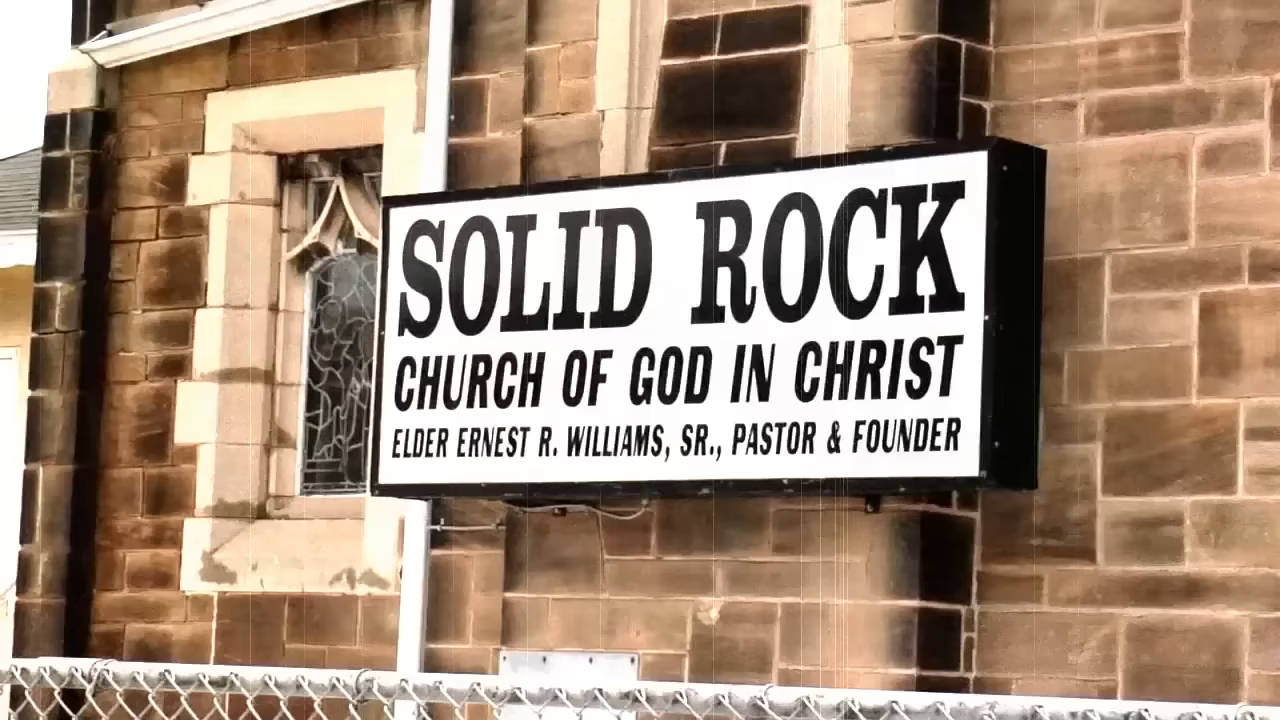 SOLID ROCK
CHURCH OF GOD IN CHRIST
ELDER ERNEST R. WILLIAMS, SR., PASTOR & FOUNDER